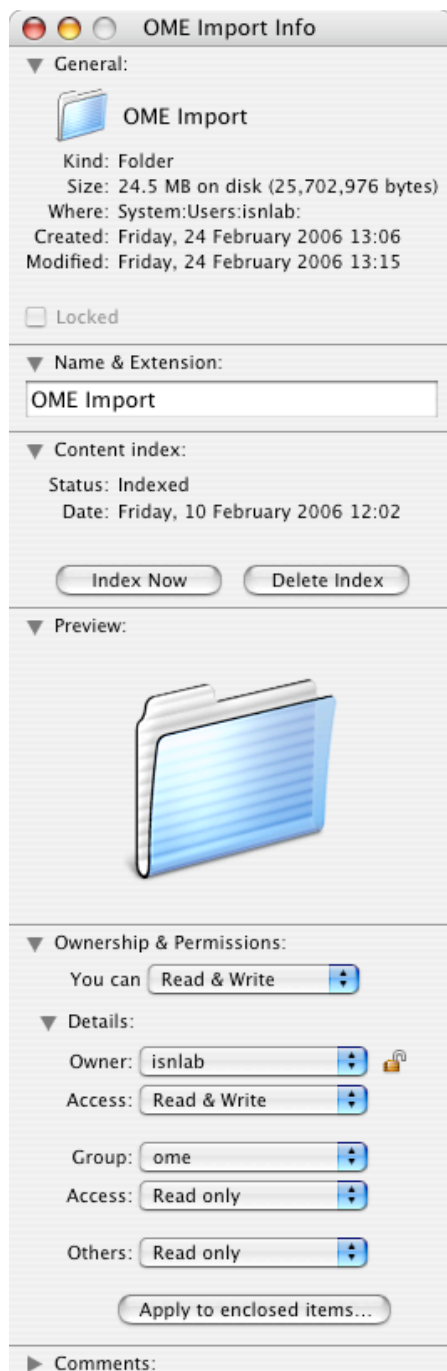 OME Import Info
General:
OME Import
Kind: Folder
Size: 24.5 MB on disk (25,702,976 bytes)
Where: System:Users:isnlab:
Created: Friday, 24 February 2006 13:06
Modified: Friday, 24 February 2006 13:15
Locked
Name & Extension:
OME Import
Content index:
Status: Indexed
Date: Friday, 10 February 2006 12:02
Index Now Delete Index
Preview:
Ownership & Permissions:
You can Read & Write
Details:
Owner: isnlab
Access: Read & Write
Group: ome
Access: Read only
Others: Read only
Apply to enclosed items...
Comments: